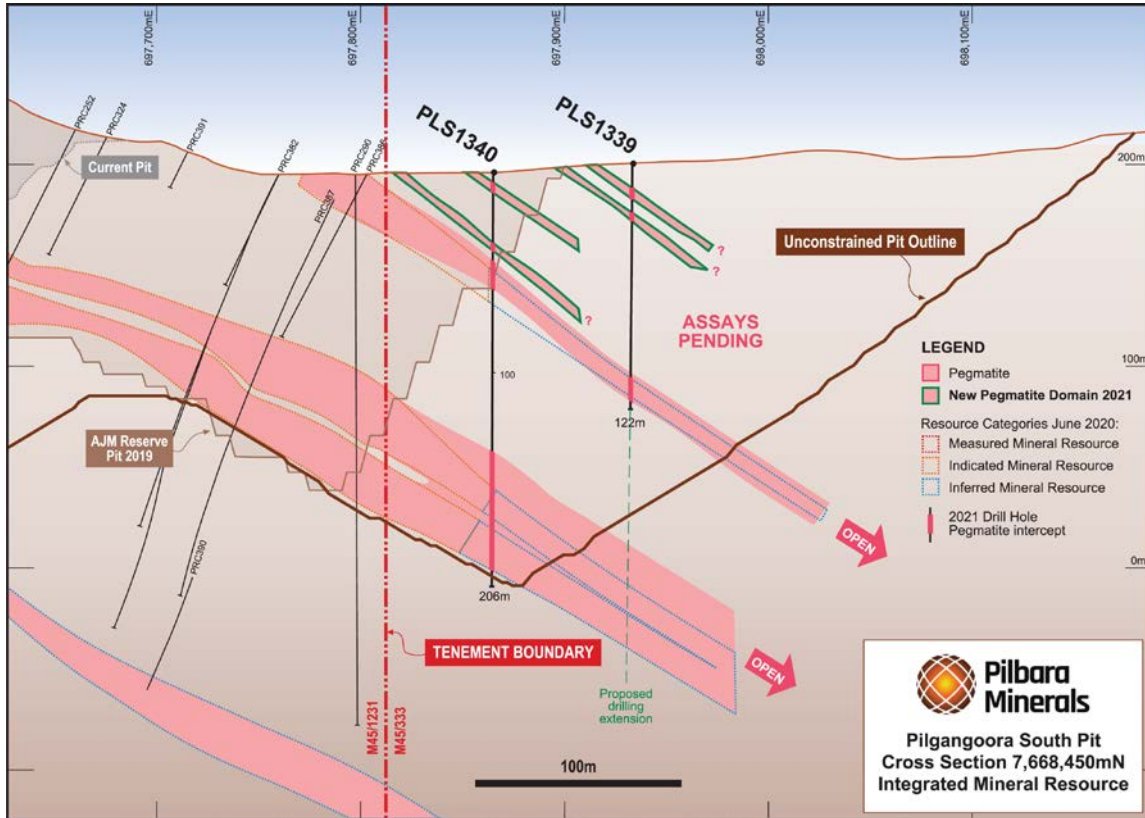 697,700mE
697,800mE
697,900mE
698,000mE
698,100mE
PRC252
PRC324
PRC391
PRC382
PRC387
PRC290
PRC386
PLS1340
PLS1339
Current Pit
200m
Unconstrained Pit Outline
?
?
?
ASSAYS
PENDING
100
100m
122m
LEGEND
Pegmatite
New Pegmatite Domain 2021
Resource Categories June 2020:
Measured Mineral Resource
Indicated Mineral Resource
Inferred Mineral Resource
2021 Drill Hole
Pegmatite intercept
AJM Reserve
Pit 2019
OPEN
PRC390
0m
206m
TENEMENT BOUNDARY
OPEN
Proposed
drilling
extension
M45/1231
M45/333
100m
Pilbara
Minerals
Pilgangoora South Pit
Cross Section 7,668,450mN
Integrated Mineral Resource